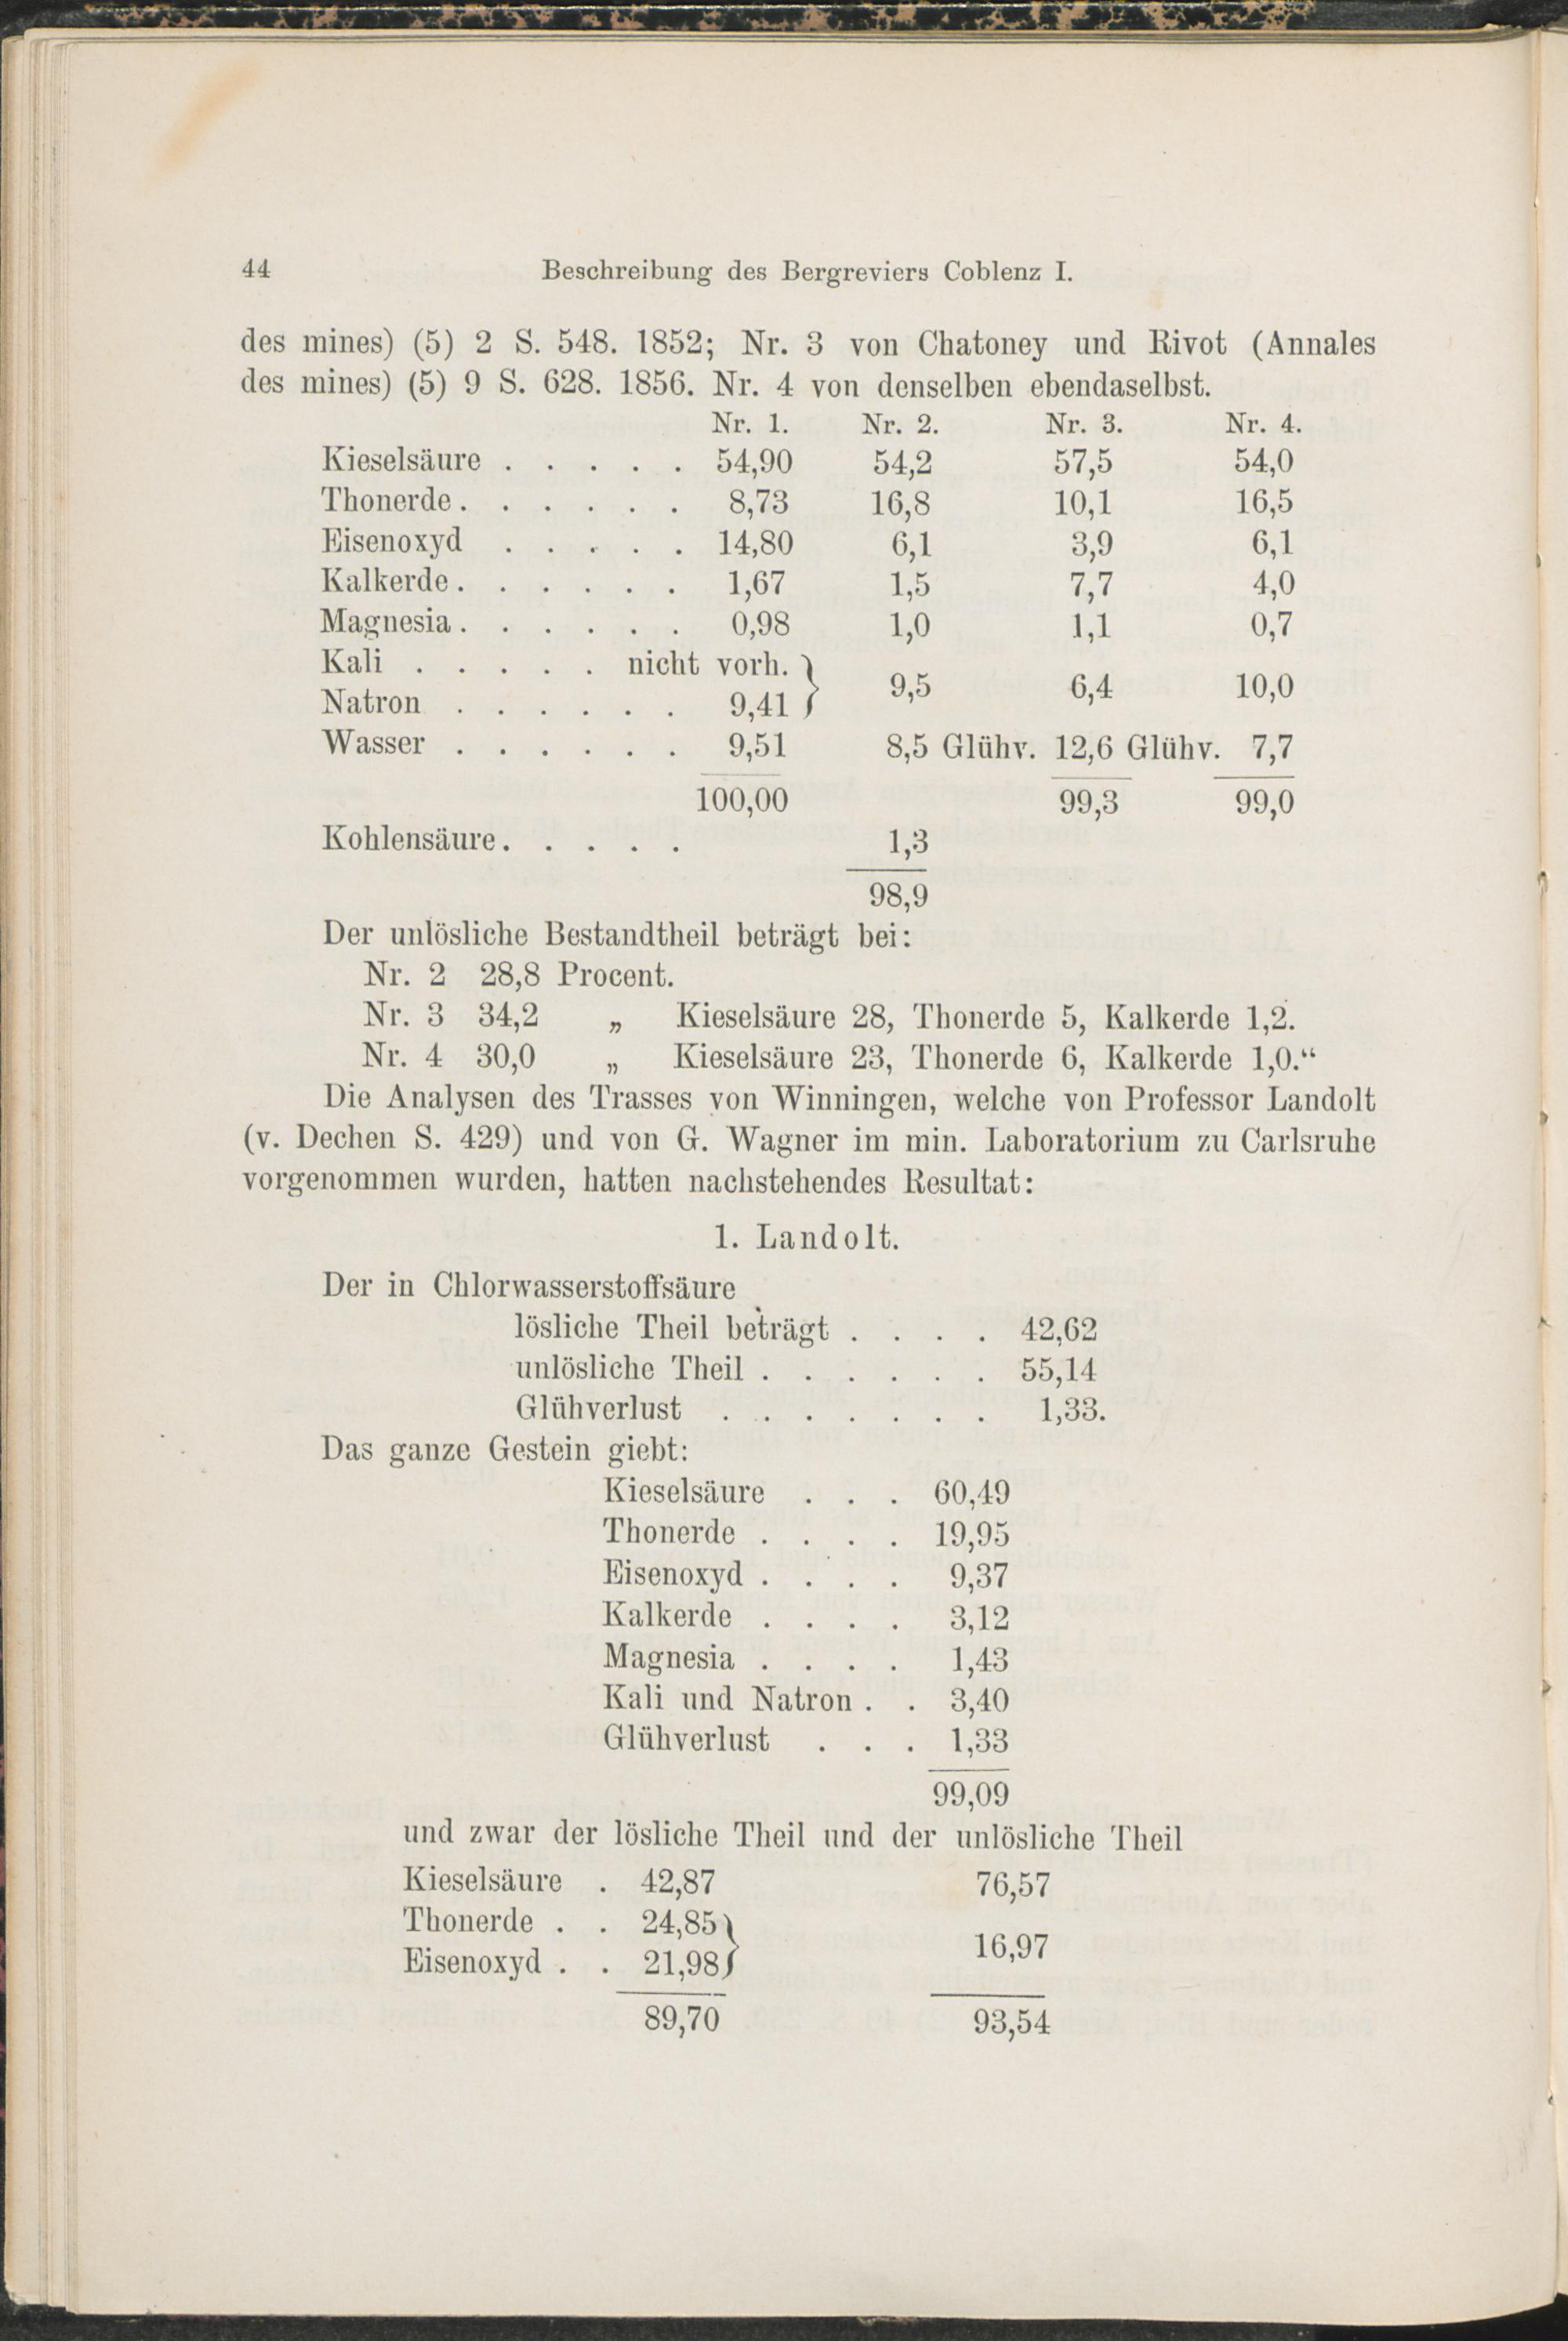 44 Beschreibung des Bergreviers Coblenz I.
des mines) (5) 2 S. 548. 1852; Nr. 3 von Chatoney und Rivot (Annales
des mines) (5) 9 S. 628. 1856. Nr. 4 von denselben ebendaselbst.
Nr. 1. Nr. 2. Nr. 3. Nr. 4.
Kieselsäure . . . . . 54,90 54,2 57,5 54,0
Thonerde . . . . . . 8,73 16,8 10,1 16,5
Eisenoxyd . . . . . 14,80 6,1 3,9 6,1
Kalkerde . . . . . . 1,67 1,5 7,7 4,0
Magnesia . . . . . . 0,98 1,0 1,1 0,7
Kali . . . . . nicht vorh. }
9,5 6,4 10,0
Natron . . . . . . 9,41
Wasser . . . . . . 9,51 8,5 Glühv. 12,6 Glühv. 7,7
100,00 99,3 99,0
Kohlensäure . . . . . 1,3
98,9
Der unlösliche Bestandtheil beträgt bei:
Nr. 2 28,8 Procent.
Nr. 3 34,2 „ Kieselsäure 28, Thonerde 5, Kalkerde 1,2.
Nr. 4 30,0 „ Kieselsäure 23, Thonerde 6, Kalkerde 1,0.“
Die Analysen des Trasses von Winningen, welche von Professor Landolt
(v. Dechen S. 429) und von G. Wagner im min. Laboratorium zu Carlsruhe
vorgenommen wurden, hatten nachstehendes Resultat:
1. Landolt.
Der in Chlorwasserstoffsäure
lösliche Theil beträgt . . . . 42,62
unlösliche Theil . . . . . . 55,14
Glühverlust . . . . . . . 1,33.
Das ganze Gestein giebt:
Kieselsäure . . . 60,49
Thonerde . . . . 19,95
Eisenoxyd . . . . 9,37
Kalkerde . . . . 3,12
Magnesia . . . . 1,43
Kali und Natron . . 3,40
Glühverlust . . . 1,33
99,09
und zwar der lösliche Theil und der unlösliche Theil
Kieselsäure . 42,87 76,57
Thonerde . . 24,85 }
16,97
Eisenoxyd . . 21,98
89,70 93,54